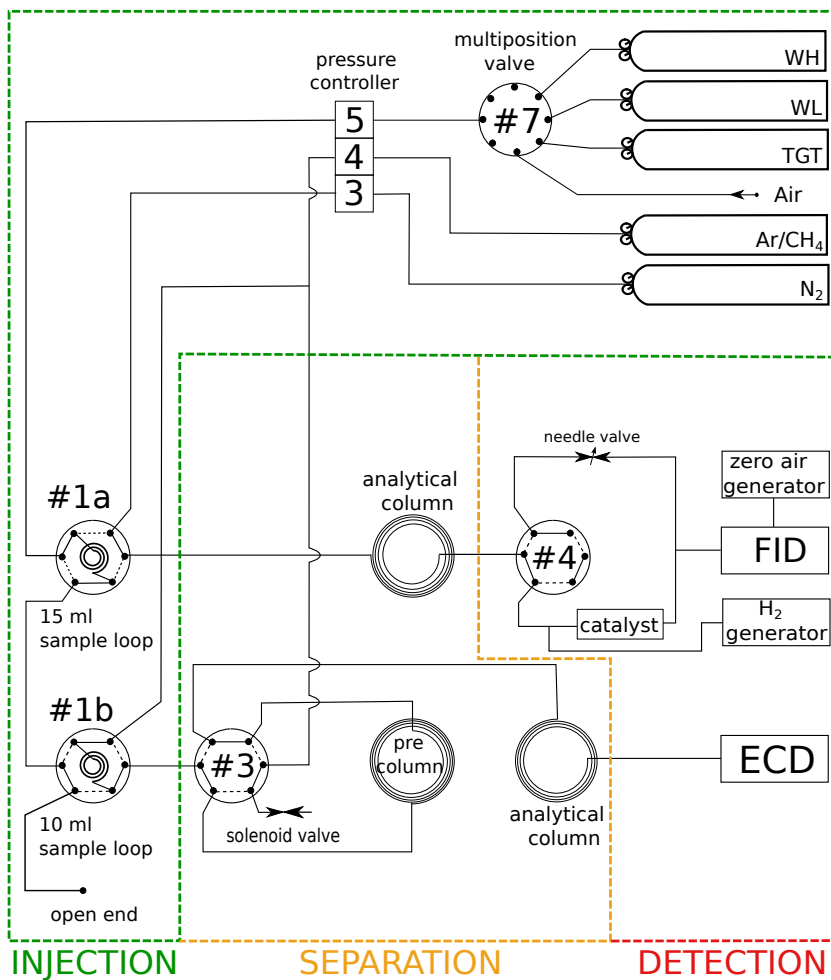 multiposition
valve
pressure
controller
WH
5
#7
WL
4
TGT
3
Air
Ar/CH₄
N₂
needle valve
zero air
generator
analytical
column
#1a
#4
FID
15 ml
sample loop
catalyst
H₂
generator
#1b
#3
pre
column
ECD
10 ml
sample loop
solenoid valve
analytical
column
open end
INJECTION
SEPARATION
DETECTION